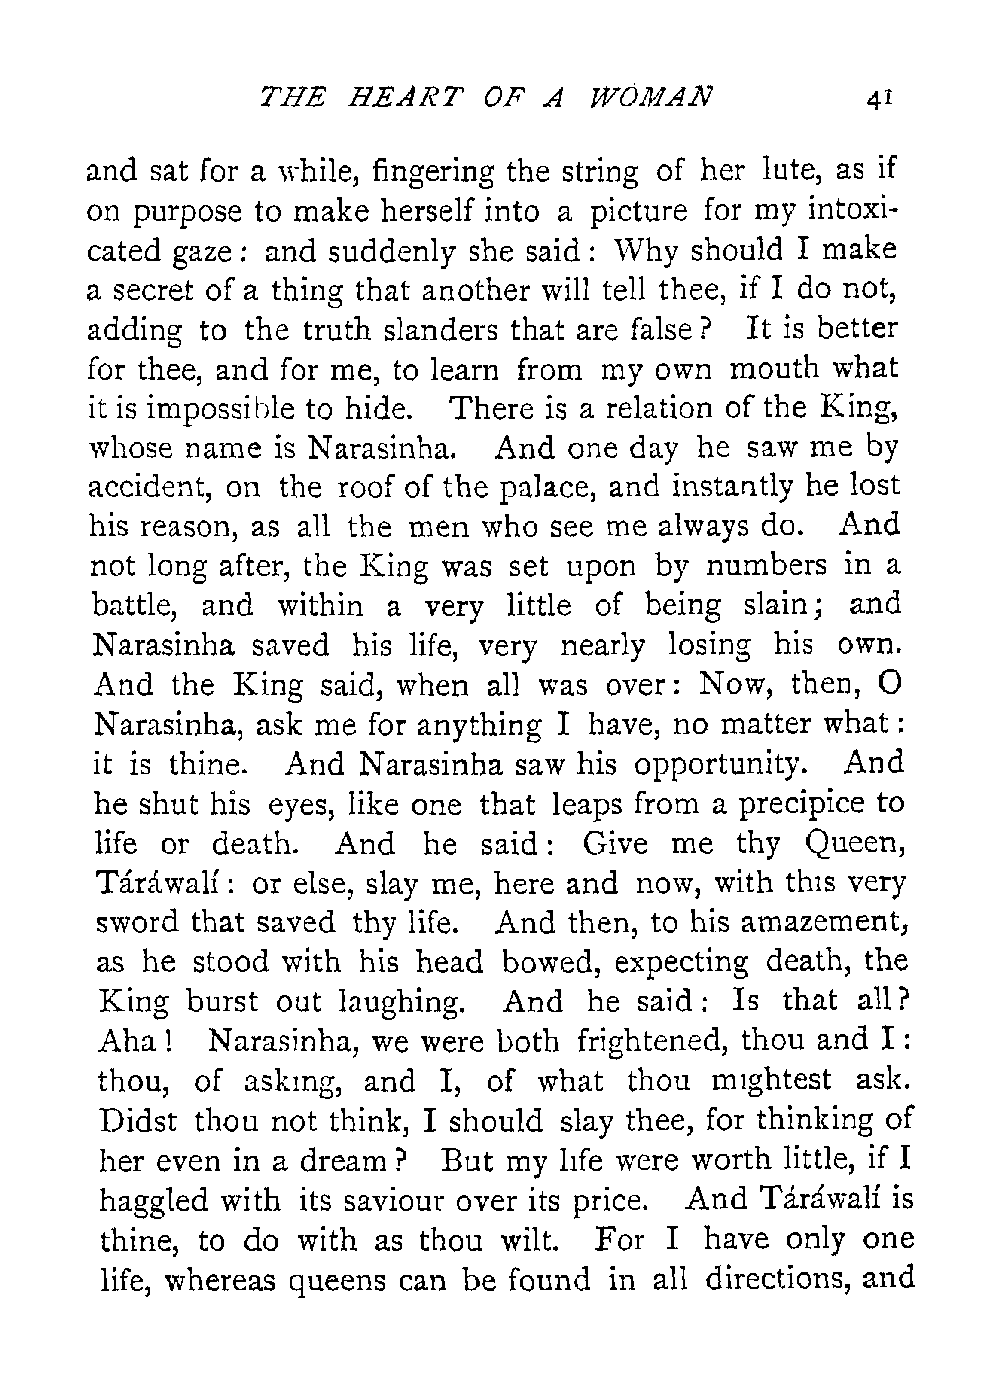 THE HEART OF A WOMAN 41
and sat for a while, fingering the string of her lute, as if
on purpose to make herself into a picture for my intoxi-
cated gaze: and suddenly she said: Why should I make
a secret of a thing that another will tell thee, if I do not,
adding to the truth slanders that are false? It is better
for thee, and for me, to learn from my own mouth what
it is impossible to hide. There is a relation of the King,
whose name is Narasinha. And one day he saw me by
accident, on the roof of the palace, and instantly he lost
his reason, as all the men who see me always do. And
not long after, the King was set upon by numbers in a
battle, and within a very little of being slain; and
Narasinha saved his life, very nearly losing his own.
And the King said, when all was over: Now, then, O
Narasinha, ask me for anything I have, no matter what:
it is thine. And Narasinha saw his opportunity. And
he shut his eyes, like one that leaps from a precipice to
life or death. And he said: Give me thy Queen,
Táráwalí: or else, slay me, here and now, with this very
sword that saved thy life. And then, to his amazement,
as he stood with his head bowed, expecting death, the
King burst out laughing. And he said: Is that all?
Aha! Narasinha, we were both frightened, thou and I:
thou, of asking, and I, of what thou mightest ask.
Didst thou not think, I should slay thee, for thinking of
her even in a dream? But my life were worth little, if I
haggled with its saviour over its price. And Táráwalí is
thine, to do with as thou wilt. For I have only one
life, whereas queens can be found in all directions, and